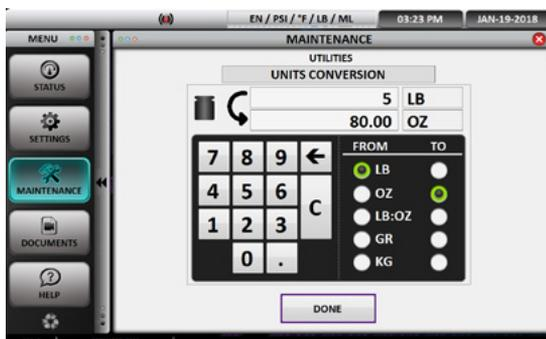 EN / PSI / °F / LB / ML 03:23 PM JAN-19-2018
MENU MAINTENANCE
UTILITIES
UNITS CONVERSION
5 LB
80.00 OZ
STATUS
SETTINGS
MAINTENANCE
DOCUMENTS
HELP
7 8 9
4 5 6 C
1 2 3
0 .
FROM TO
LB
OZ
LB:OZ
GR
KG
DONE